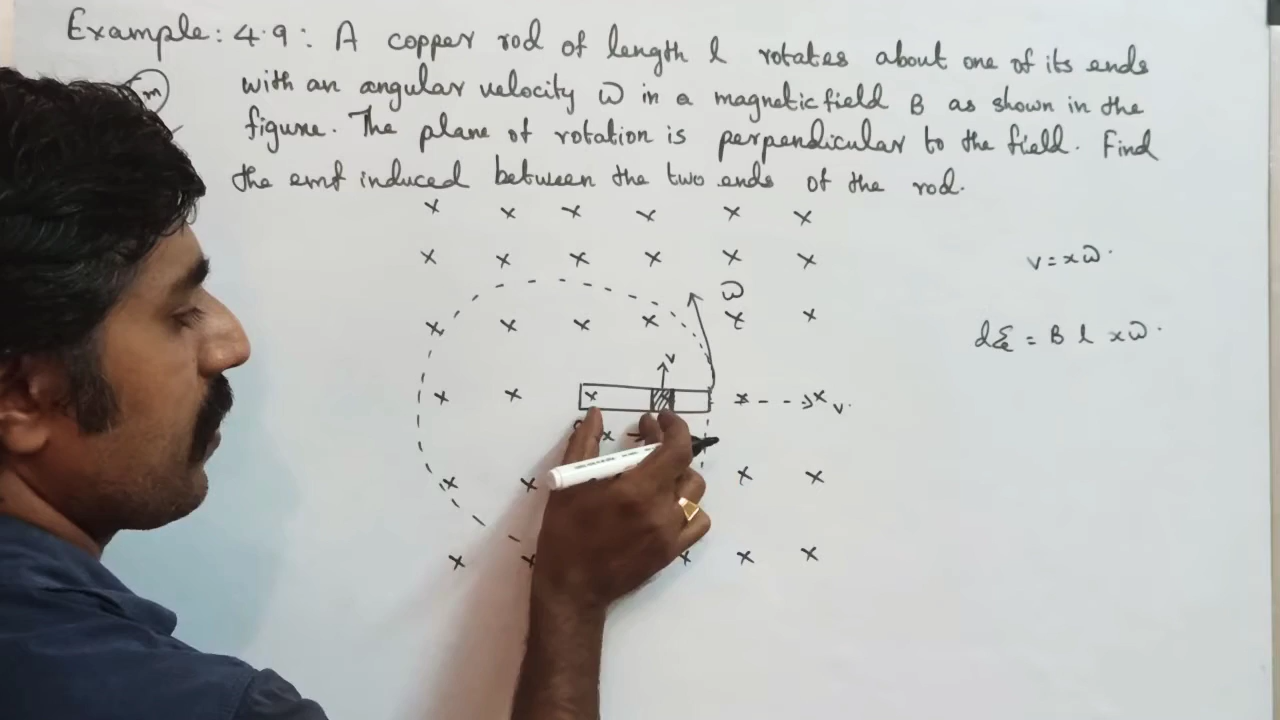 Example: 4.9: A copper rod of length l rotates about one of its ends
(m) with an angular velocity ω in a magnetic field B as shown in the
figure. The plane of rotation is perpendicular to the field. Find
the emf induced between the two ends of the rod.
x x x x x x
x x x x x x
v = xω.
ω
x x x x x x
dξ = B l xω.
v
x x x x x v.
x
x x x x
x x x x x